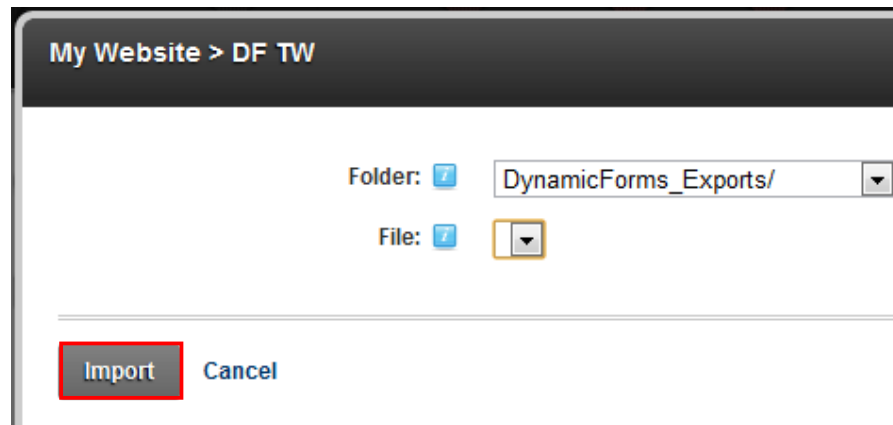 My Website > DF TW
Folder: i DynamicForms_Exports/
File: i
Import Cancel